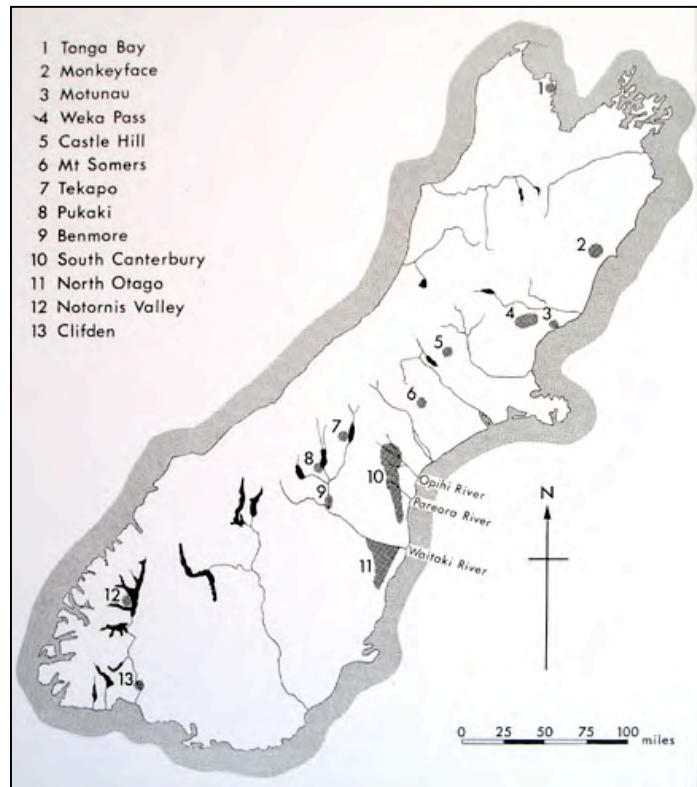 1 Tonga Bay
2 Monkeyface
3 Motunau
4 Weka Pass
5 Castle Hill
6 Mt Somers
7 Tekapo
8 Pukaki
9 Benmore
10 South Canterbury
11 North Otago
12 Notornis Valley
13 Clifden
1
2
4 3
5
6
7
8
9
10
Opihi River
Pareora River
Waitaki River
11
12
13
N
0 25 50 75 100 miles